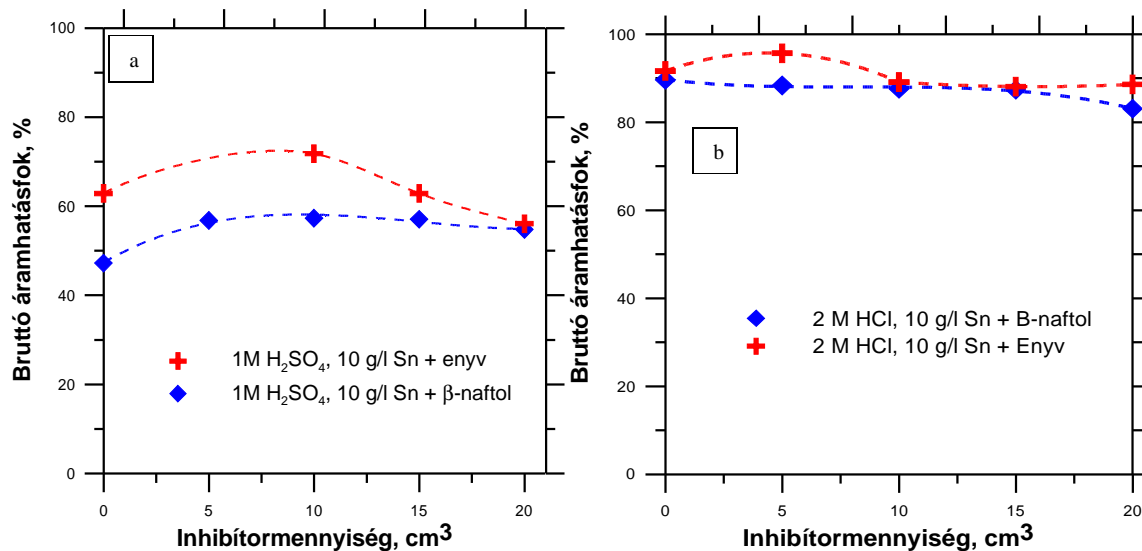 a
Bruttó áramhatásfok, %
100
80
60
40
20
0
1M H₂SO₄, 10 g/l Sn + enyv
1M H₂SO₄, 10 g/l Sn + β-naftol
0 5 10 15 20
Inhibítormennyiség, cm³
b
Bruttó áramhatásfok, %
100
80
60
40
20
0
2 M HCl, 10 g/l Sn + B-naftol
2 M HCl, 10 g/l Sn + Enyv
0 5 10 15 20
Inhibítormennyiség, cm³